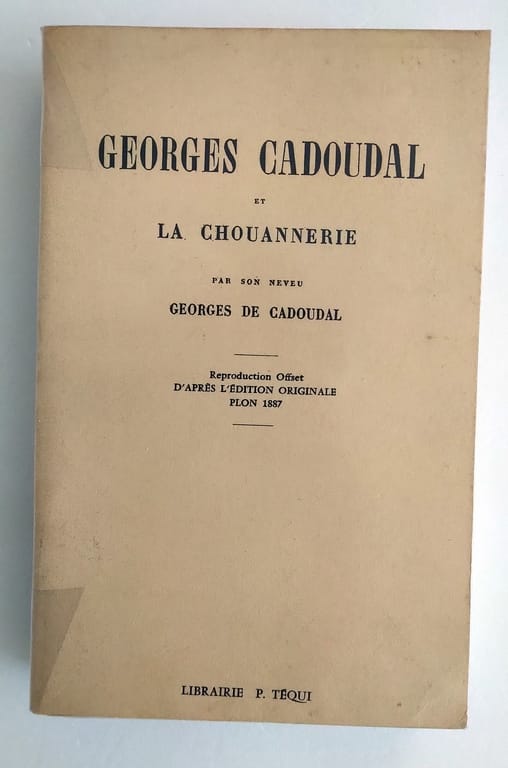 GEORGES CADOUDAL
ET
LA CHOUANNERIE
PAR SON NEVEU
GEORGES DE CADOUDAL
Reproduction Offset
D'APRÈS L'ÉDITION ORIGINALE
PLON 1887
LIBRAIRIE P. TÉQUI